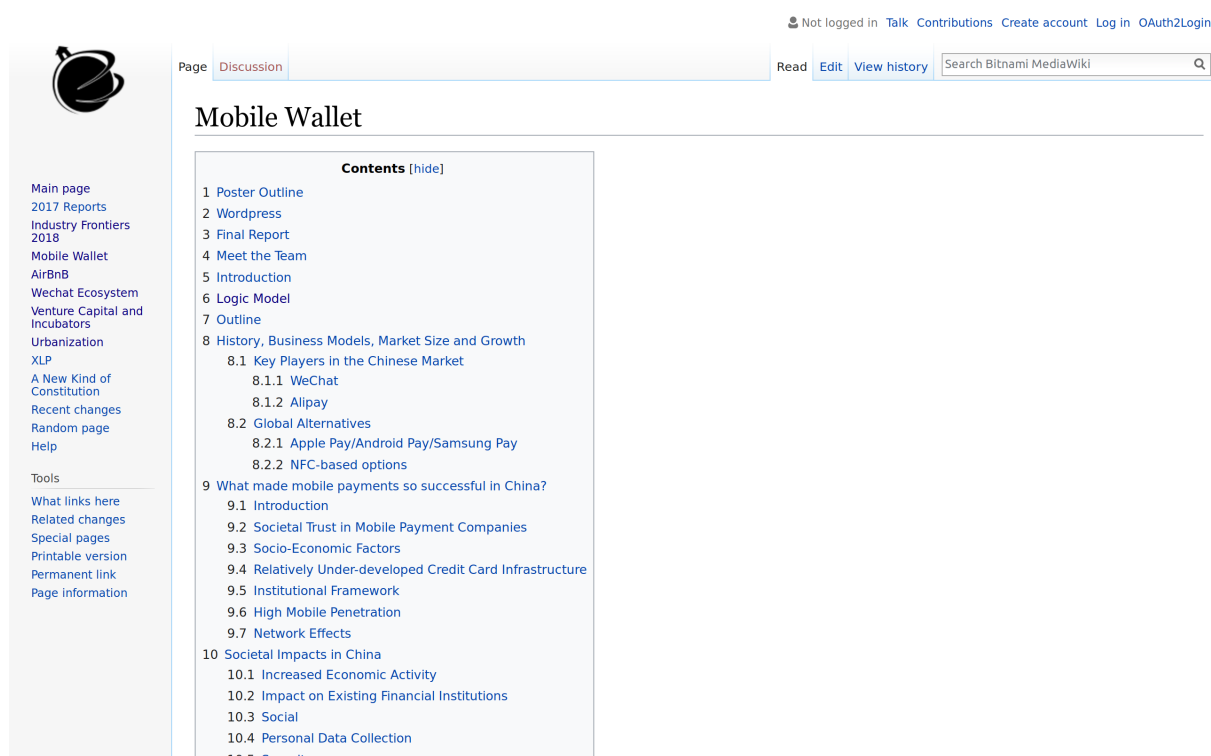 Not logged in Talk Contributions Create account Log in OAuth2Login
Page Discussion Read Edit View history Search Bitnami MediaWiki
Mobile Wallet
Main page
2017 Reports
Industry Frontiers
2018
Mobile Wallet
AirBnB
Wechat Ecosystem
Venture Capital and
Incubators
Urbanization
XLP
A New Kind of
Constitution
Recent changes
Random page
Help
Tools
What links here
Related changes
Special pages
Printable version
Permanent link
Page information
Contents [hide]
1 Poster Outline
2 Wordpress
3 Final Report
4 Meet the Team
5 Introduction
6 Logic Model
7 Outline
8 History, Business Models, Market Size and Growth
8.1 Key Players in the Chinese Market
8.1.1 WeChat
8.1.2 Alipay
8.2 Global Alternatives
8.2.1 Apple Pay/Android Pay/Samsung Pay
8.2.2 NFC-based options
9 What made mobile payments so successful in China?
9.1 Introduction
9.2 Societal Trust in Mobile Payment Companies
9.3 Socio-Economic Factors
9.4 Relatively Under-developed Credit Card Infrastructure
9.5 Institutional Framework
9.6 High Mobile Penetration
9.7 Network Effects
10 Societal Impacts in China
10.1 Increased Economic Activity
10.2 Impact on Existing Financial Institutions
10.3 Social
10.4 Personal Data Collection